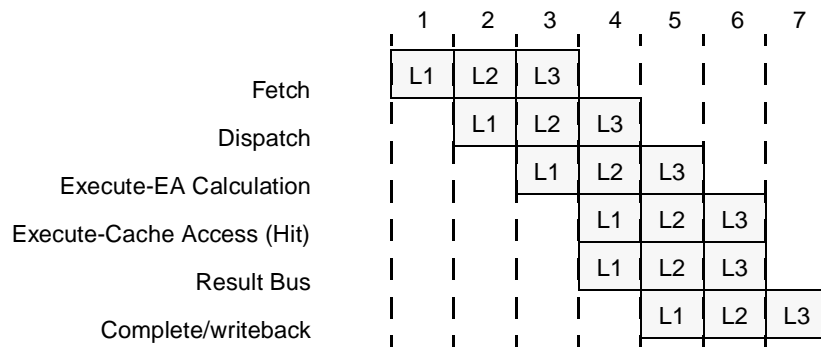 1 2 3 4 5 6 7
Fetch L1 L2 L3
Dispatch L1 L2 L3
Execute-EA Calculation L1 L2 L3
Execute-Cache Access (Hit) L1 L2 L3
Result Bus L1 L2 L3
Complete/writeback L1 L2 L3